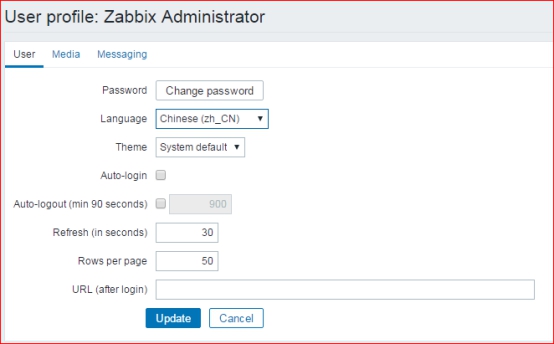 User profile: Zabbix Administrator
User Media Messaging
Password Change password
Language Chinese (zh_CN)
Theme System default
Auto-login
Auto-logout (min 90 seconds) 900
Refresh (in seconds) 30
Rows per page 50
URL (after login)
Update Cancel